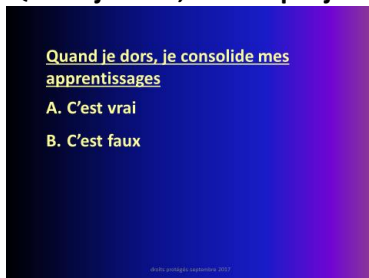 Quand je dors, je consolide mes
apprentissages
A. C'est vrai
B. C'est faux
droits protégés septembre 2017